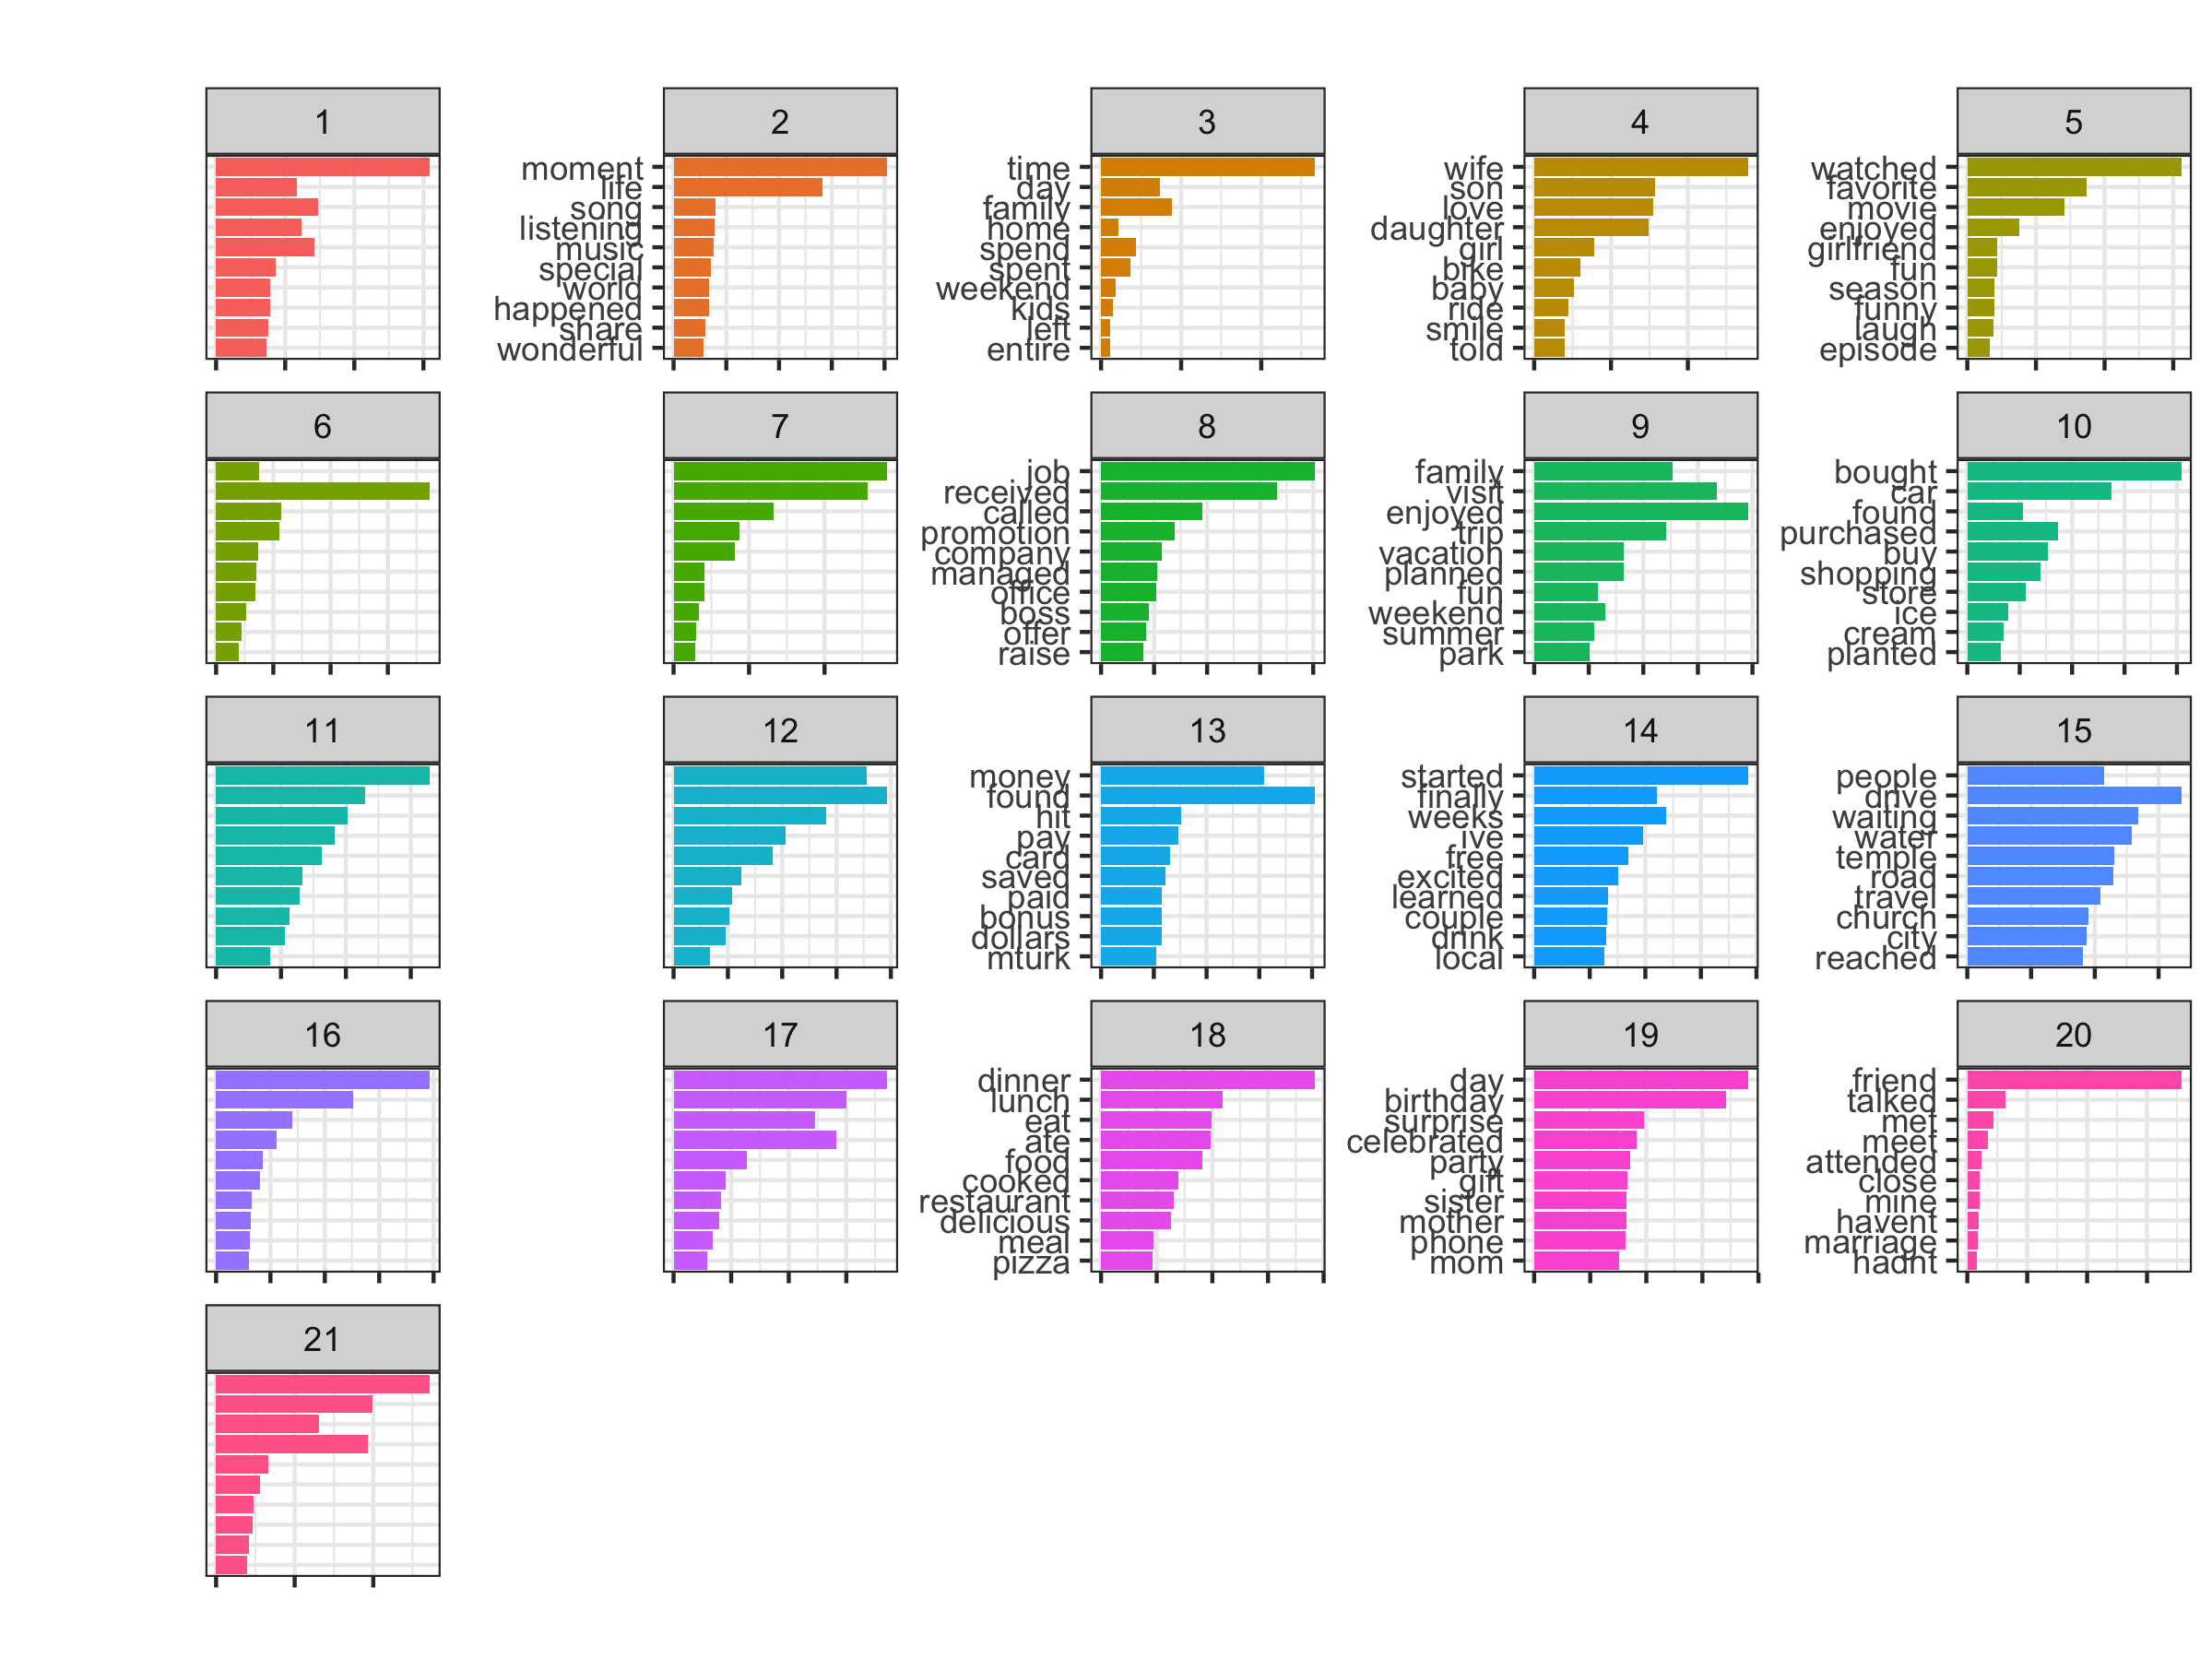 1
2
moment
life
song
listening
music
special
world
happened
share
wonderful
3
time
day
family
home
spend
spent
weekend
kids
left
entire
4
wife
son
love
daughter
girl
bike
baby
ride
smile
told
5
watched
favorite
movie
enjoyed
girlfriend
fun
season
funny
laugh
episode
6
7
8
job
received
called
promotion
company
managed
office
boss
offer
raise
9
family
visit
enjoyed
trip
vacation
planned
fun
weekend
summer
park
10
bought
car
found
purchased
buy
shopping
store
ice
cream
planted
11
12
13
money
found
hit
pay
card
saved
paid
bonus
dollars
mturk
14
started
finally
weeks
ive
free
excited
learned
couple
drink
local
15
people
drive
waiting
water
temple
road
travel
church
city
reached
16
17
18
dinner
lunch
eat
ate
food
cooked
restaurant
delicious
meal
pizza
19
day
birthday
surprise
celebrated
party
gift
sister
mother
phone
mom
20
friend
talked
met
meet
attended
close
mine
havent
marriage
hadnt
21